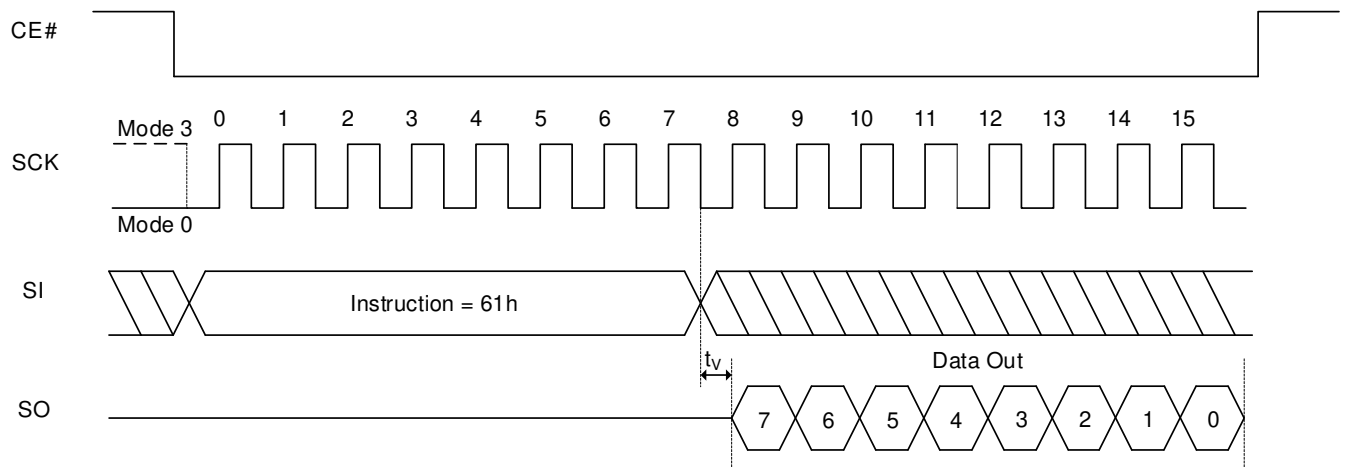 CE#
Mode 3
0 1 2 3 4 5 6 7 8 9 10 11 12 13 14 15
SCK
Mode 0
SI
Instruction = 61h
tV
Data Out
SO
7 6 5 4 3 2 1 0